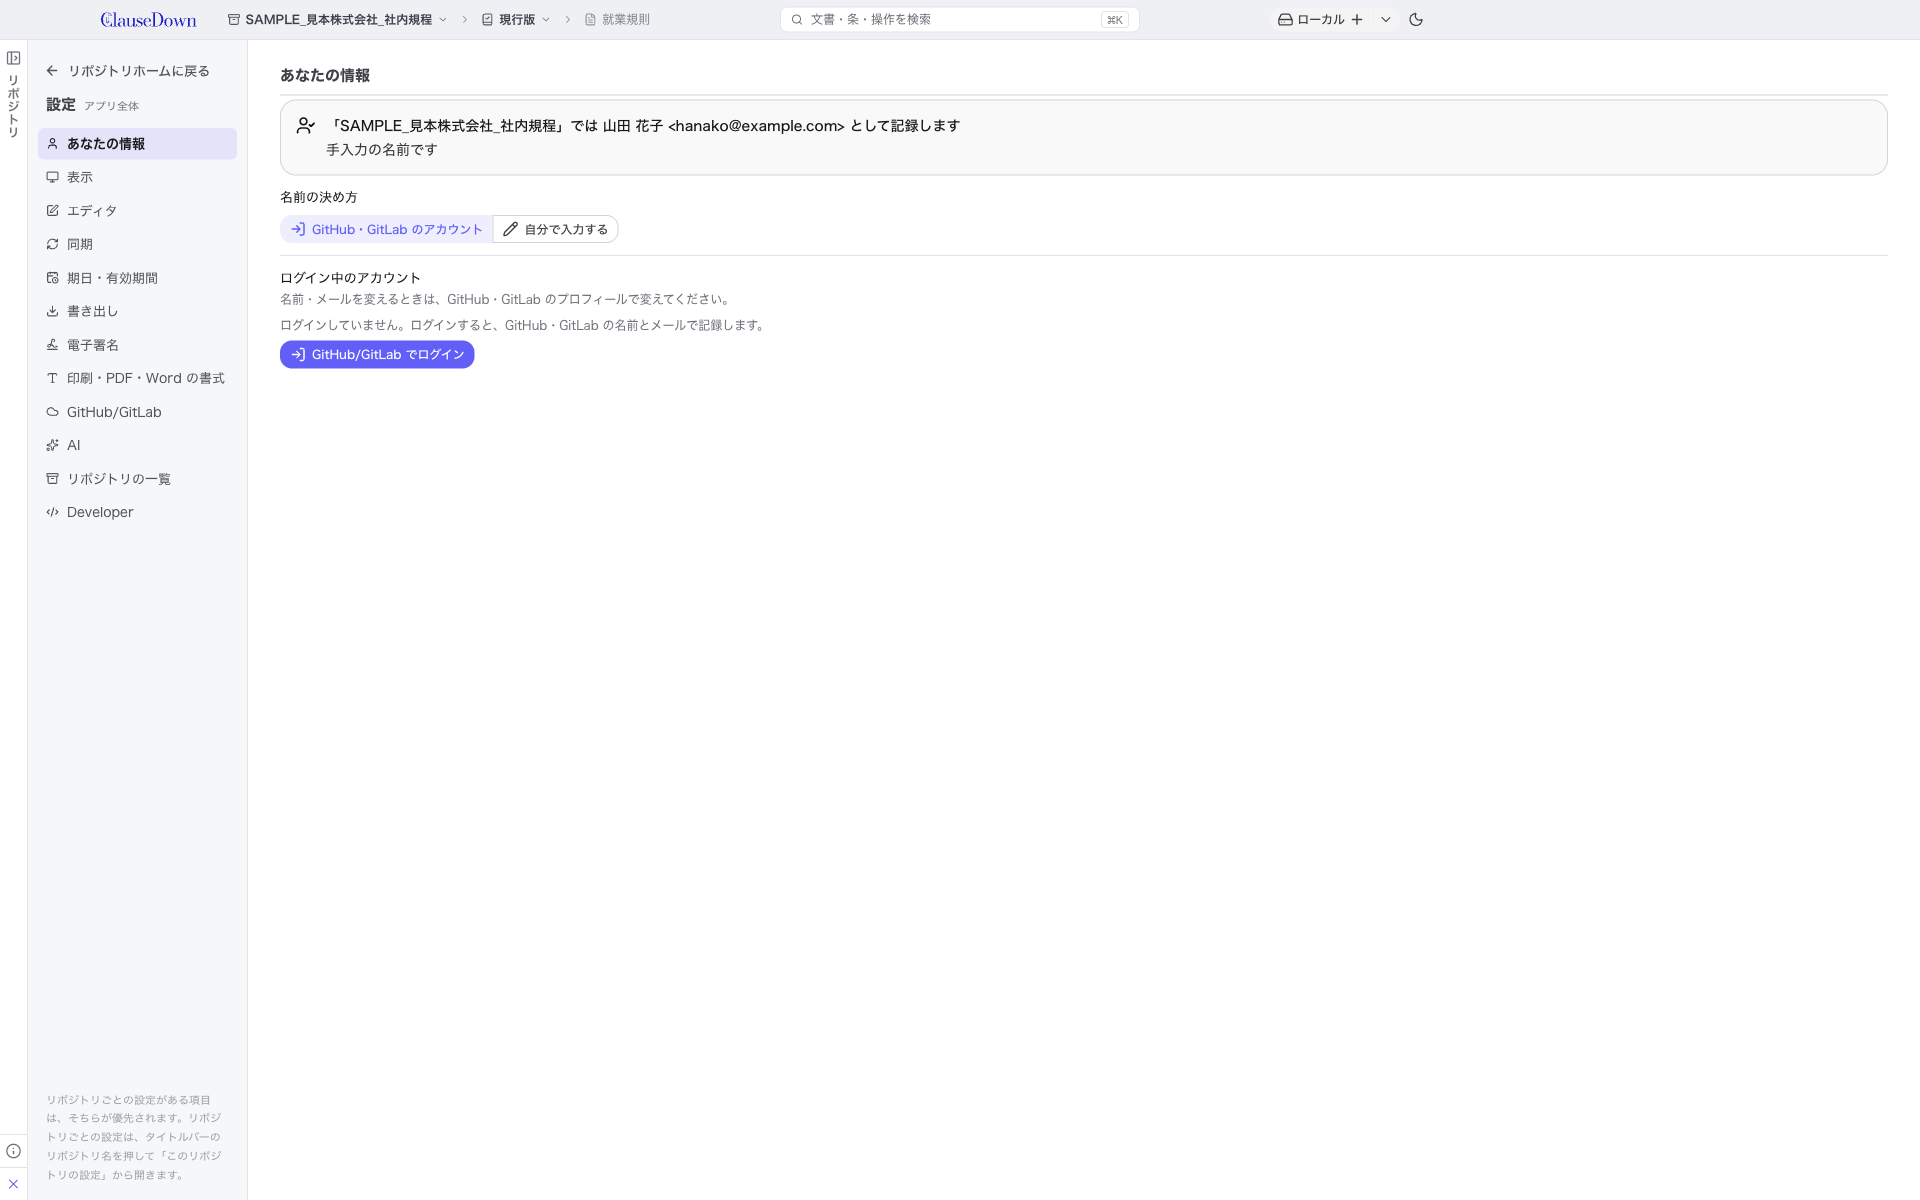 ClauseDown
SAMPLE_見本株式会社_社内規程
現行版
就業規則
文書・条・操作を検索
⌘K
ローカル
リポジトリ
リポジトリホームに戻る
設定 アプリ全体
あなたの情報
表示
エディタ
同期
期日・有効期間
書き出し
電子署名
印刷・PDF・Word の書式
GitHub/GitLab
AI
リポジトリの一覧
Developer
リポジトリごとの設定がある項目
は、そちらが優先されます。リポジ
トリごとの設定は、タイトルバーの
リポジトリ名を押して「このリポジ
トリの設定」から開きます。
あなたの情報
「SAMPLE_見本株式会社_社内規程」では 山田 花子 <hanako@example.com> として記録します
手入力の名前です
名前の決め方
GitHub・GitLab のアカウント
自分で入力する
ログイン中のアカウント
名前・メールを変えるときは、GitHub・GitLab のプロフィールで変えてください。
ログインしていません。ログインすると、GitHub・GitLab の名前とメールで記録します。
GitHub/GitLab でログイン